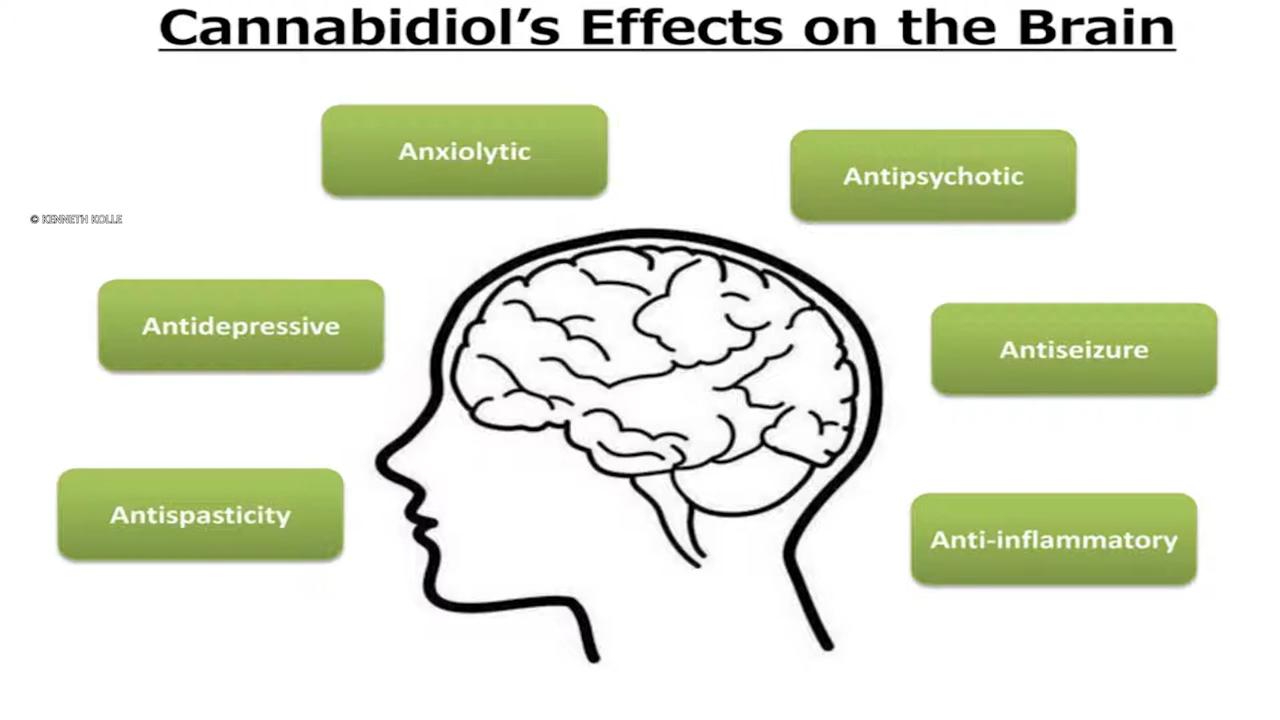 Cannabidiol’s Effects on the Brain
Anxiolytic
Antipsychotic
© KENNETH KOLLE
Antidepressive
Antiseizure
Antispasticity
Anti-inflammatory